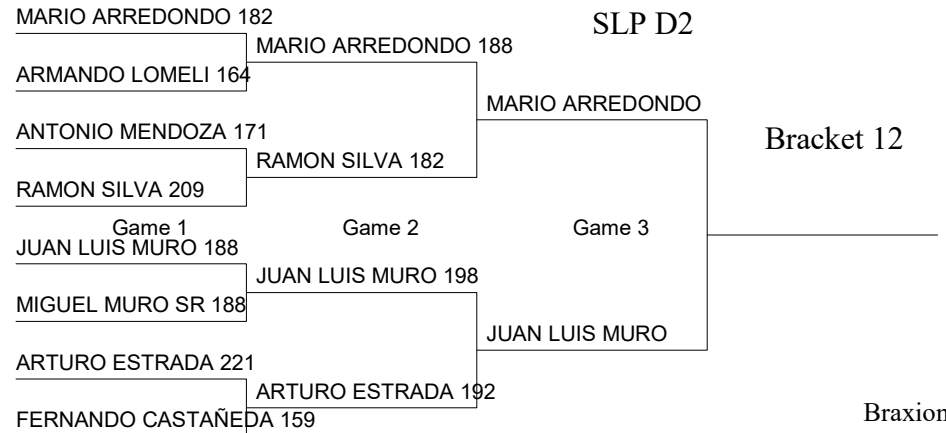 MARIO ARREDONDO 182
SLP D2
MARIO ARREDONDO 188
ARMANDO LOMELI 164
MARIO ARREDONDO
ANTONIO MENDOZA 171
Bracket 12
RAMON SILVA 182
RAMON SILVA 209
Game 1
Game 2
Game 3
JUAN LUIS MURO 188
JUAN LUIS MURO 198
MIGUEL MURO SR 188
JUAN LUIS MURO
ARTURO ESTRADA 221
ARTURO ESTRADA 192
FERNANDO CASTAÑEDA 159
Braxion